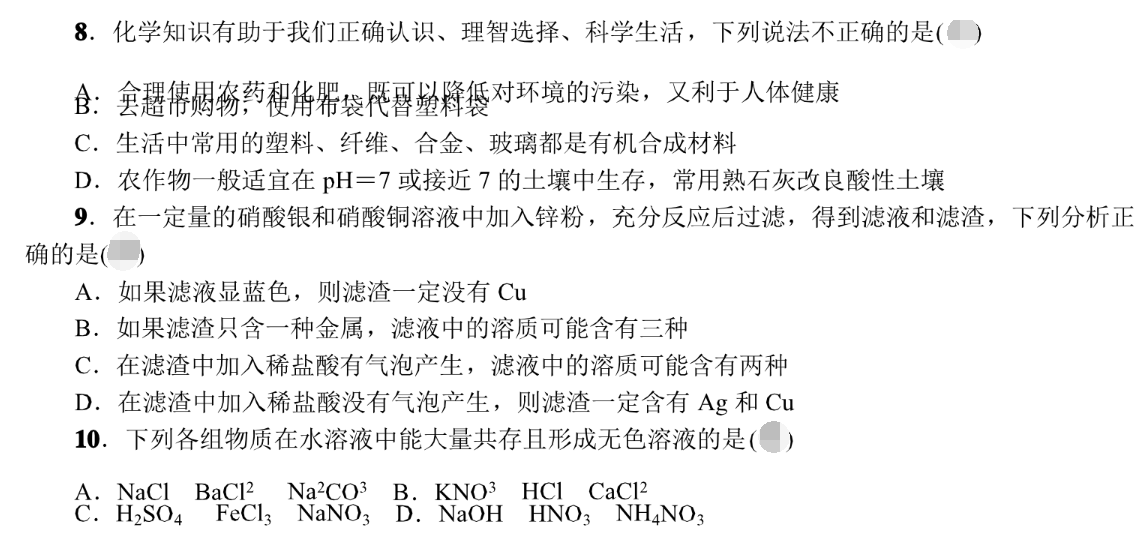 8．化学知识有助于我们正确认识、理智选择、科学生活，下列说法不正确的是( )
A．合理使用农药和化肥，既可以降低对环境的污染，又利于人体健康
B．去超市购物，使用布袋代替塑料袋
C．生活中常用的塑料、纤维、合金、玻璃都是有机合成材料
D．农作物一般适宜在 pH＝7 或接近 7 的土壤中生存，常用熟石灰改良酸性土壤
9．在一定量的硝酸银和硝酸铜溶液中加入锌粉，充分反应后过滤，得到滤液和滤渣，下列分析正
确的是( )
A．如果滤液显蓝色，则滤渣一定没有 Cu
B．如果滤渣只含一种金属，滤液中的溶质可能含有三种
C．在滤渣中加入稀盐酸有气泡产生，滤液中的溶质可能含有两种
D．在滤渣中加入稀盐酸没有气泡产生，则滤渣一定含有 Ag 和 Cu
10．下列各组物质在水溶液中能大量共存且形成无色溶液的是( )
A．NaCl BaCl² Na²CO³ B．KNO³ HCl CaCl²
C．H₂SO₄ FeCl₃ NaNO₃ D．NaOH HNO₃ NH₄NO₃